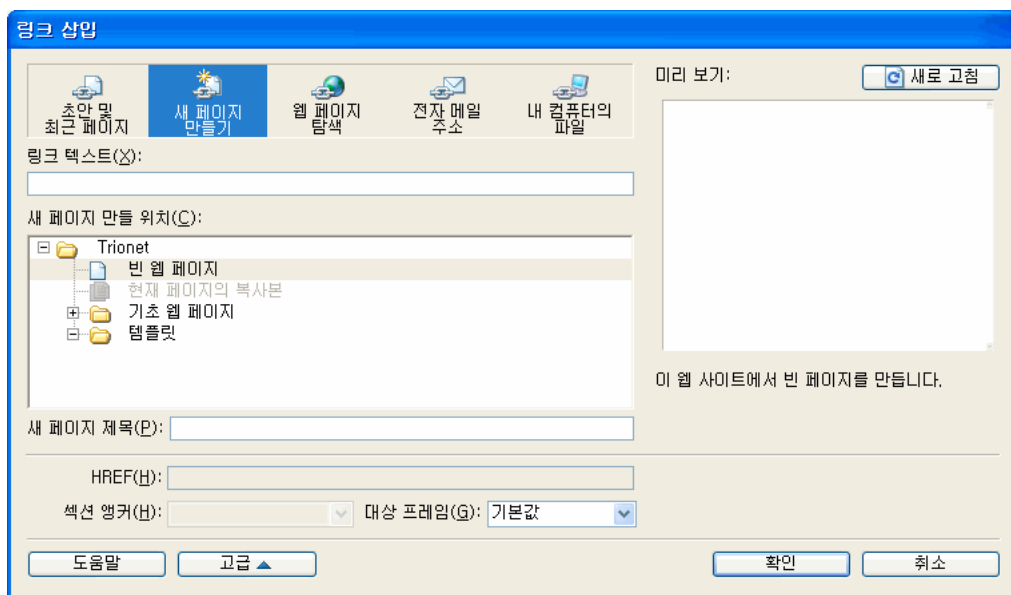 링크 삽입
초안 및
최근 페이지
새 페이지
만들기
웹 페이지
탐색
전자 메일
주소
내 컴퓨터의
파일
미리 보기:
새로 고침
링크 텍스트(X):
새 페이지 만들 위치(C):
Trionet
빈 웹 페이지
현재 페이지의 복사본
기초 웹 페이지
템플릿
이 웹 사이트에서 빈 페이지를 만듭니다.
새 페이지 제목(P):
HREF(H):
섹션 앵커(H):
대상 프레임(G): 기본값
도움말
고급
확인
취소